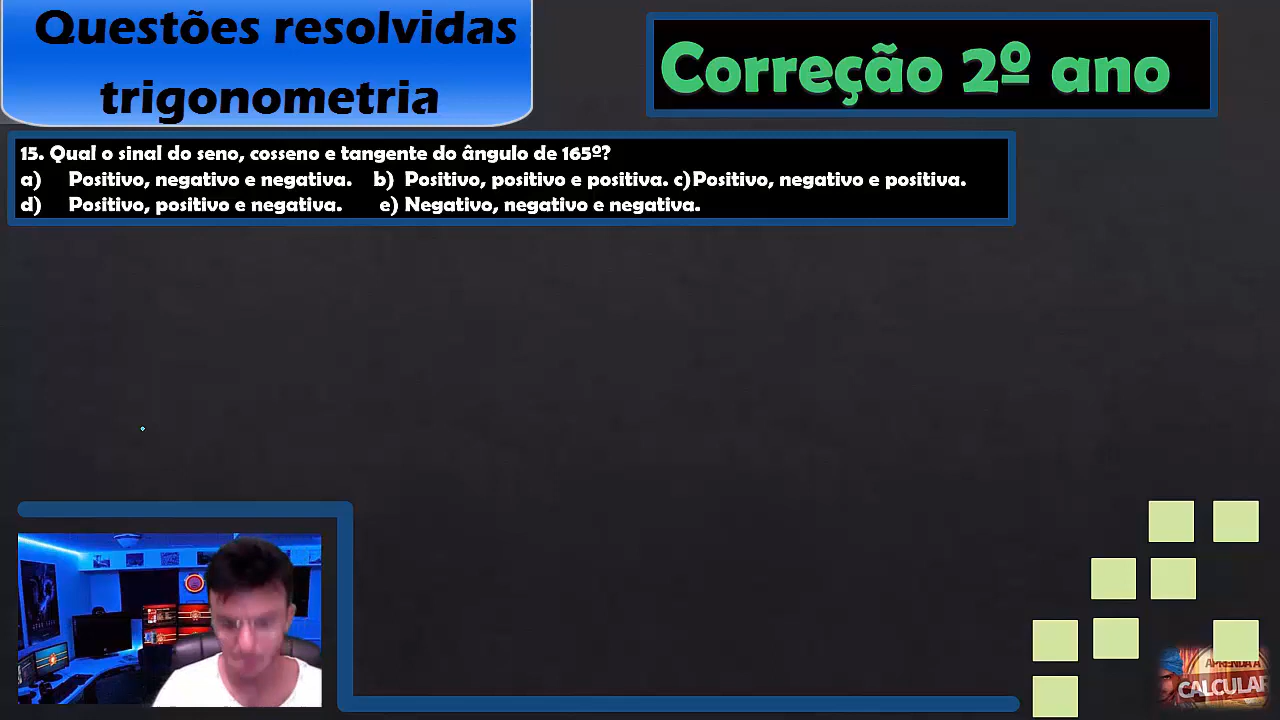 Questões resolvidas
trigonometria
Correção 2º ano
15. Qual o sinal do seno, cosseno e tangente do ângulo de 165º?
a) Positivo, negativo e negativa. b) Positivo, positivo e positiva. c)Positivo, negativo e positiva.
d) Positivo, positivo e negativa. e) Negativo, negativo e negativa.
APRENDA A
CALCULAR